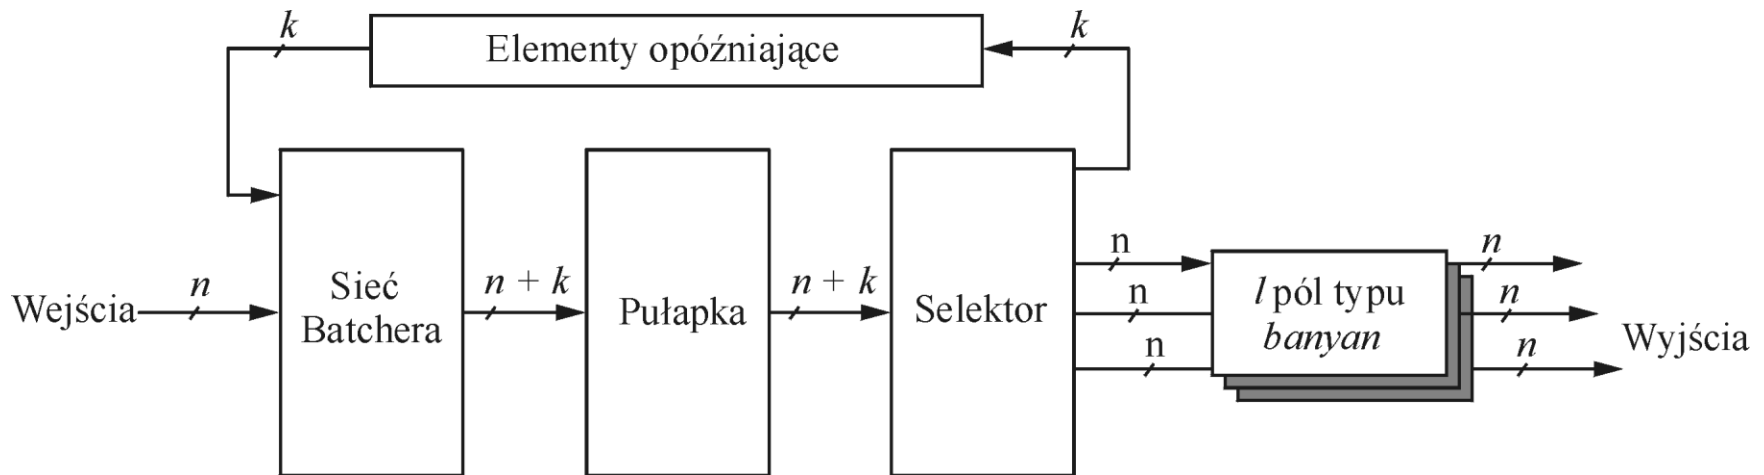 k
Elementy opóźniające
k
Wejścia
n
Sieć
Batchera
n + k
Pułapka
n + k
Selektor
n
n
n
l pól typu
banyan
n
n
n
Wyjścia